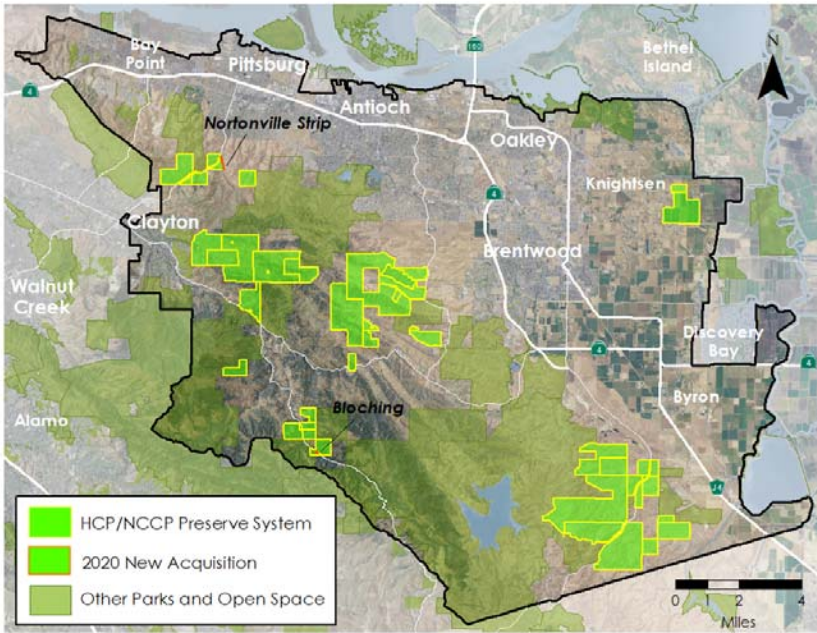 Bay
Point
Pittsburg
160
Bethel
Island
N
4
Antioch
Nortonville Strip
Oakley
4
Knightsen
Clayton
Brentwood
Walnut
Creek
Discovery
Bay
4
4
Byron
Alamo
Bloching
J4
HCP/NCCP Preserve System
2020 New Acquisition
Other Parks and Open Space
0 1 2 4
Miles